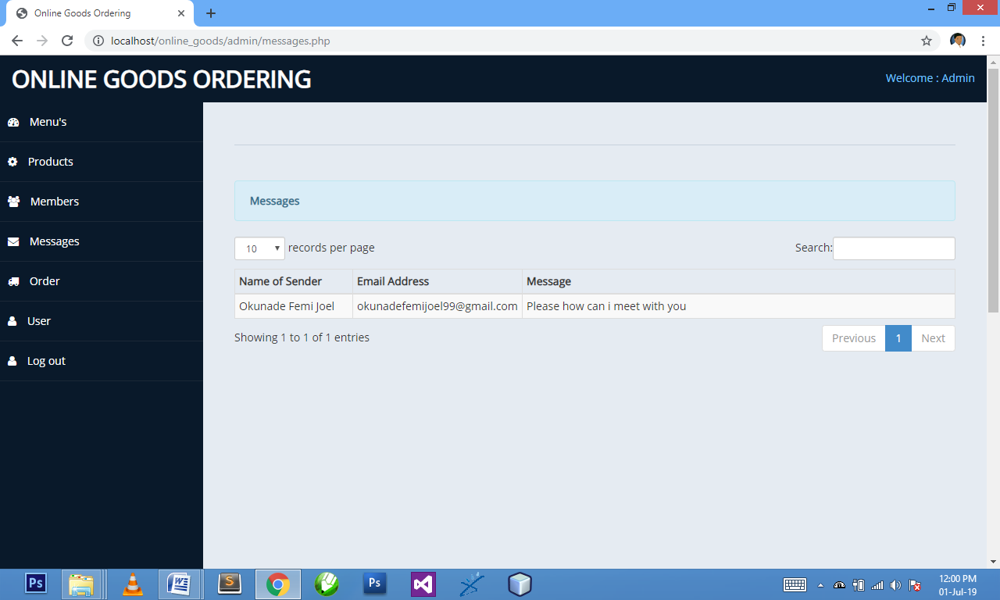 Online Goods Ordering
localhost/online_goods/admin/messages.php
ONLINE GOODS ORDERING
Welcome : Admin
Menu's
Products
Members
Messages
Order
User
Log out
Messages
10 records per page
Search:
Name of Sender Email Address Message
Okunade Femi Joel okunadefemijoel99@gmail.com Please how can i meet with you
Showing 1 to 1 of 1 entries
Previous 1 Next
Ps
W
S
Ps
12:00 PM
01-Jul-19